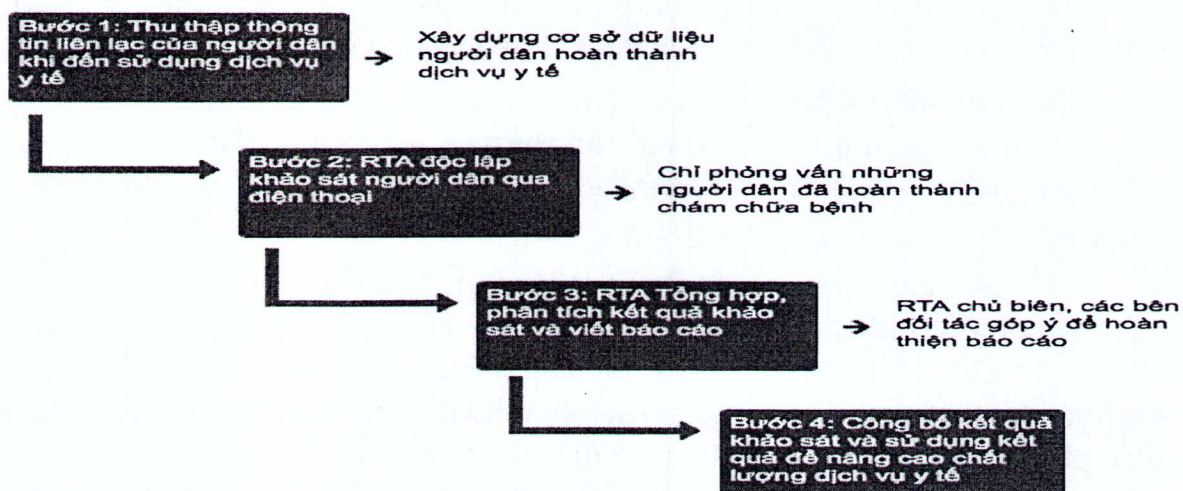 Bước 1: Thu thập thông
tin liên lạc của người dân
khi đến sử dụng dịch vụ
y tế
Xây dựng cơ sở dữ liệu
người dân hoàn thành
dịch vụ y tế
Bước 2: RTA độc lập
khảo sát người dân qua
điện thoại
Chỉ phỏng vấn những
người dân đã hoàn thành
chám chữa bệnh
Bước 3: RTA Tổng hợp,
phân tích kết quả khảo
sát và viết báo cáo
RTA chủ biên, các bên
đối tác góp ý để hoàn
thiện báo cáo
Bước 4: Công bố kết quả
khảo sát và sử dụng kết
quả để nâng cao chất
lượng dịch vụ y tế